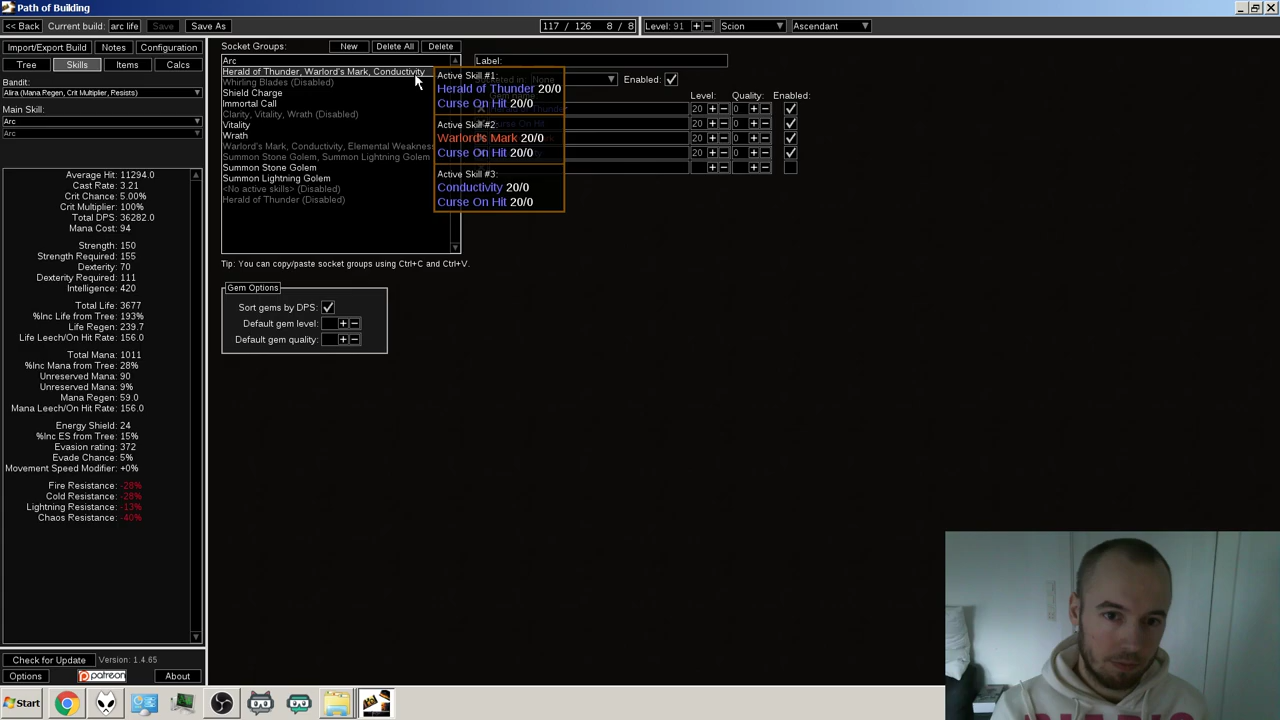 Path of Building
<< Back Current build: arc life Save Save As 117 / 126 8 / 8 Level: 91 + − Scion Ascendant
Import/Export Build Notes Configuration
Tree Skills Items Calcs
Bandit:
Alira (Mana Regen, Crit Multiplier, Resists)
Main Skill:
Arc
Arc
Average Hit: 11294.0
Cast Rate: 3.21
Crit Chance: 5.00%
Crit Multiplier: 100%
Total DPS: 36282.0
Mana Cost: 94
Strength: 150
Strength Required: 155
Dexterity: 70
Dexterity Required: 111
Intelligence: 420
Total Life: 3677
%Inc Life from Tree: 193%
Life Regen: 239.7
Life Leech/On Hit Rate: 156.0
Total Mana: 1011
%Inc Mana from Tree: 28%
Unreserved Mana: 90
Unreserved Mana: 9%
Mana Regen: 59.0
Mana Leech/On Hit Rate: 156.0
Energy Shield: 24
%Inc ES from Tree: 15%
Evasion rating: 372
Evade Chance: 5%
Movement Speed Modifier: +0%
Fire Resistance: -28%
Cold Resistance: -28%
Lightning Resistance: -13%
Chaos Resistance: -40%
Check for Update Version: 1.4.65
Options patreon About
Socket Groups: New Delete All Delete
Arc
Herald of Thunder, Warlord's Mark, Conductivity
Whirling Blades (Disabled)
Shield Charge
Immortal Call
Clarity, Vitality, Wrath (Disabled)
Vitality
Wrath
Warlord's Mark, Conductivity, Elemental Weakness
Summon Stone Golem, Summon Lightning Golem
Summon Stone Golem
Summon Lightning Golem
<No active skills> (Disabled)
Herald of Thunder (Disabled)
Tip: You can copy/paste socket groups using Ctrl+C and Ctrl+V.
Gem Options
Sort gems by DPS:
Default gem level: + −
Default gem quality: + −
Label:
None Enabled:
Level: Quality: Enabled:
20 + − 0 + −
20 + − 0 + −
20 + − 0 + −
20 + − 0 + −
+ − + −
Active Skill #1:
Herald of Thunder 20/0
Curse On Hit 20/0
Active Skill #2:
Warlord's Mark 20/0
Curse On Hit 20/0
Active Skill #3:
Conductivity 20/0
Curse On Hit 20/0
Start